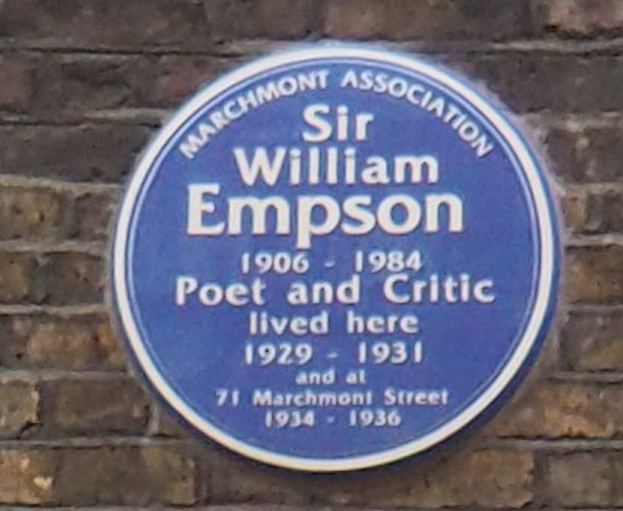 MARCHMONT ASSOCIATION
Sir
William
Empson
1906 - 1984
Poet and Critic
lived here
1929 - 1931
and at
71 Marchmont Street
1934 - 1936